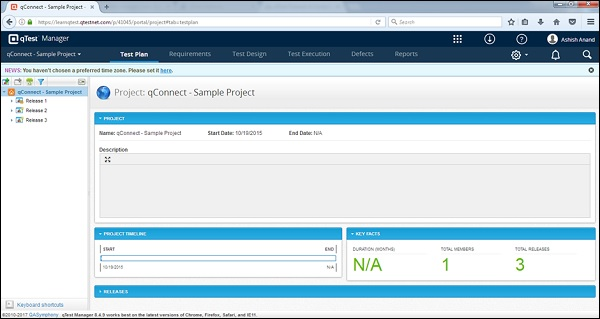 qConnect - Sample Project -
https://learnqtest.qtestnet.com/p/43045/portal/project#tab=testplan
Search
qTest Manager
Ashish Anand
qConnect - Sample Project
Test Plan Requirements Test Design Test Execution Defects Reports
NEWS: You haven't chosen a preferred time zone. Please set it here.
qConnect - Sample Project
Release 1
Release 2
Release 3
Project: qConnect - Sample Project
PROJECT
Name: qConnect - Sample Project Start Date: 10/19/2015 End Date: N/A
Description
PROJECT TIMELINE
START END
10/19/2015 N/A
KEY FACTS
DURATION (MONTHS) TOTAL MEMBERS TOTAL RELEASES
N/A 1 3
RELEASES
Keyboard shortcuts
©2010-2017 QASymphony qTest Manager 8.4.9 works best on the latest versions of Chrome, Firefox, Safari, and IE11.